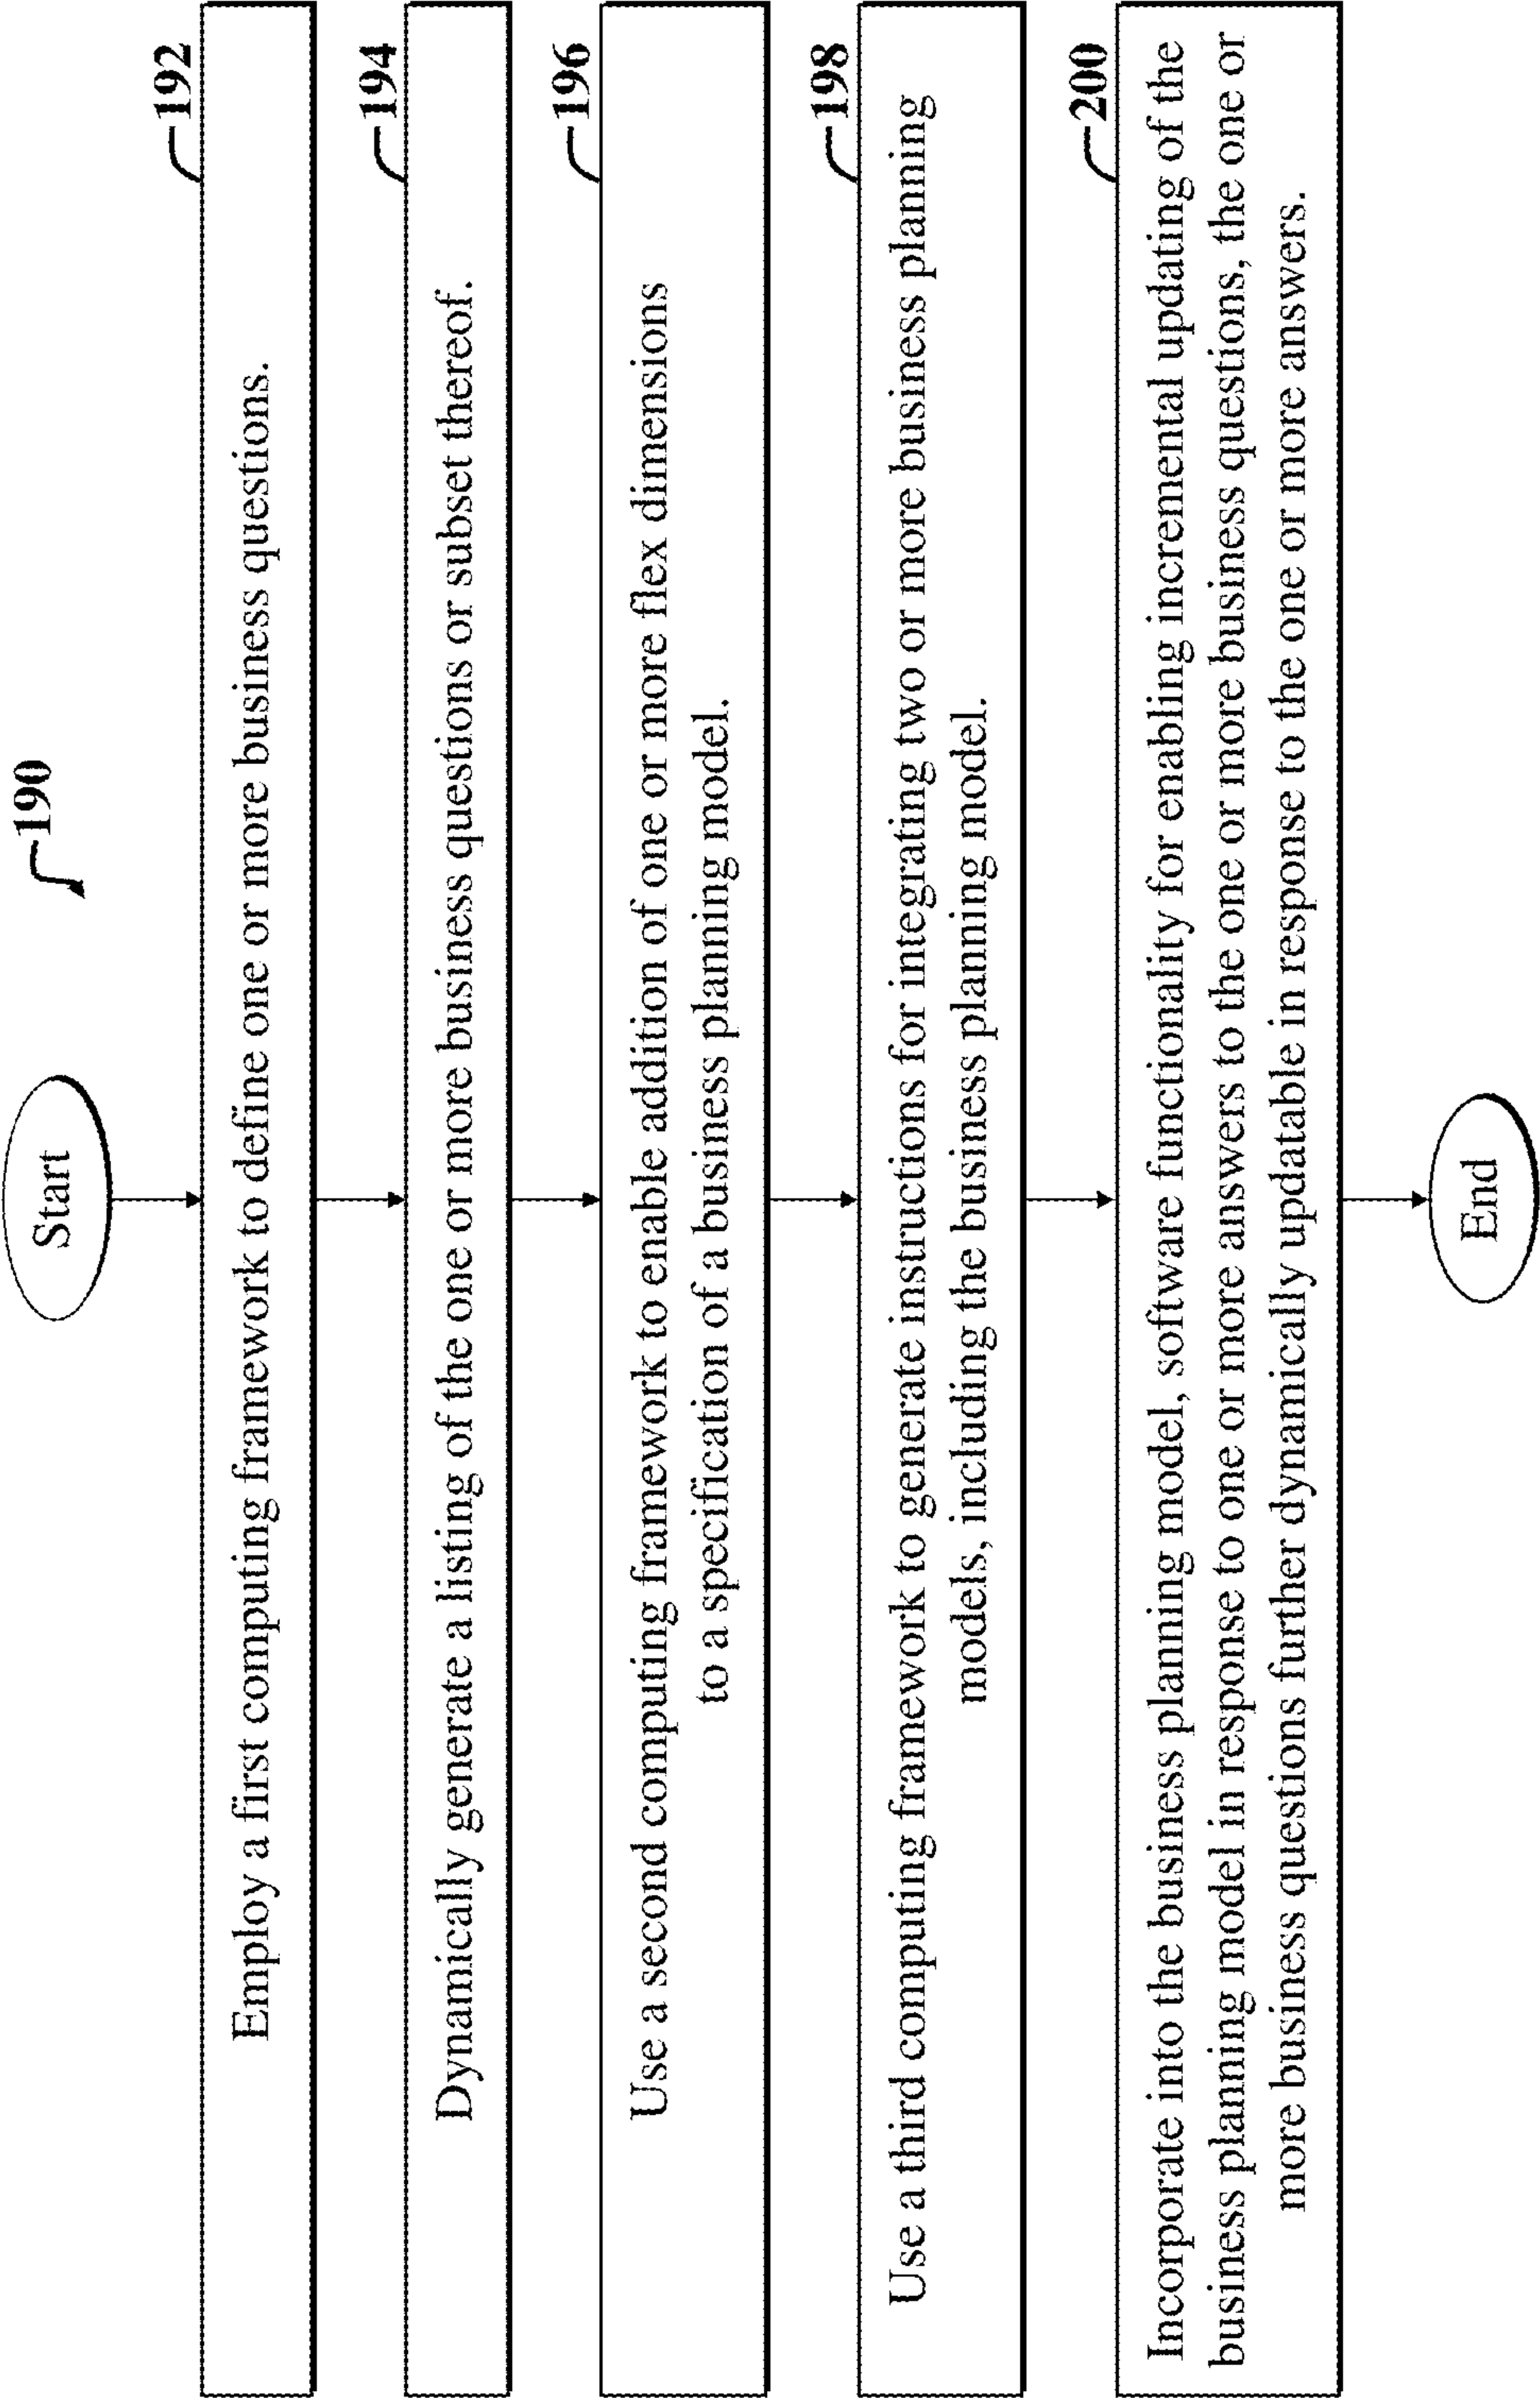 190
Start
192
Employ a first computing framework to define one or more business questions.
194
Dynamically generate a listing of the one or more business questions or subset thereof.
196
Use a second computing framework to enable addition of one or more flex dimensions
to a specification of a business planning model.
198
Use a third computing framework to generate instructions for integrating two or more business planning
models, including the business planning model.
200
Incorporate into the business planning model, software functionality for enabling incremental updating of the
business planning model in response to one or more answers to the one or more business questions, the one or
more business questions further dynamically updatable in response to the one or more answers.
End